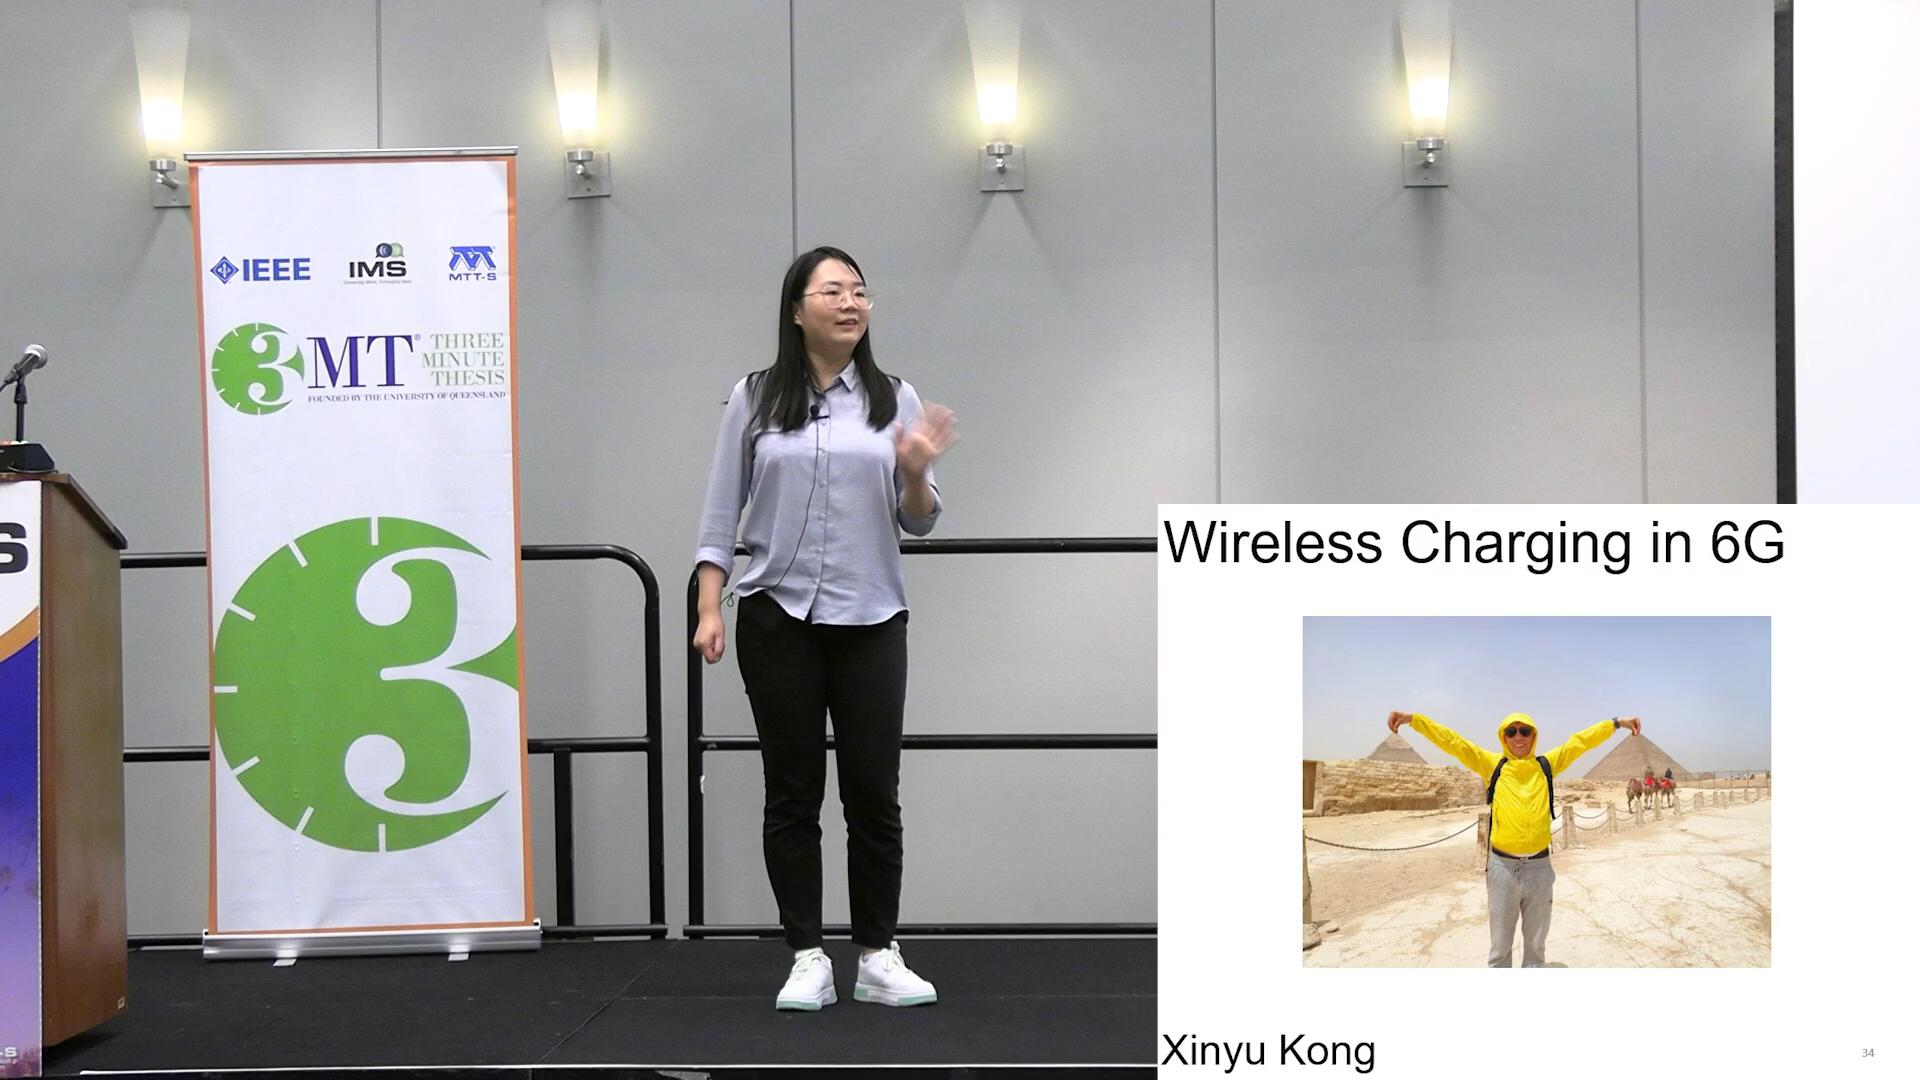 IEEE
IMS
MTT-S
3MT® THREE
MINUTE
THESIS
FOUNDED BY THE UNIVERSITY OF QUEENSLAND
3
S
-S
Wireless Charging in 6G
Xinyu Kong
34